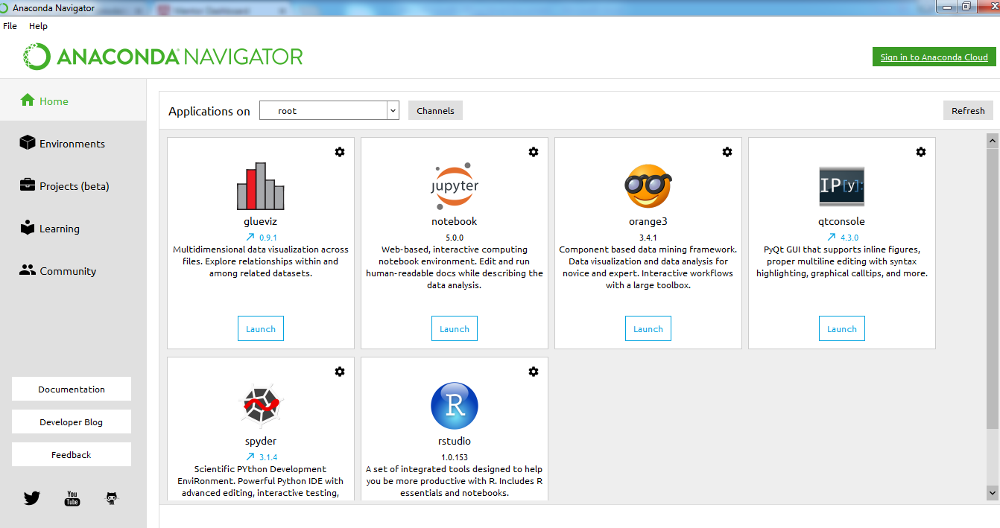 Anaconda Navigator
File Help
ANACONDA NAVIGATOR
Sign in to Anaconda Cloud
Home
Environments
Projects (beta)
Learning
Community
Documentation
Developer Blog
Feedback
You
Tube
Applications on root Channels Refresh
glueviz
0.9.1
Multidimensional data visualization across
files. Explore relationships within and
among related datasets.
Launch
jupyter
notebook
5.0.0
Web-based, interactive computing
notebook environment. Edit and run
human-readable docs while describing the
data analysis.
Launch
orange3
3.4.1
Component based data mining framework.
Data visualization and data analysis for
novice and expert. Interactive workflows
with a large toolbox.
Launch
IP[y]:
qtconsole
4.3.0
PyQt GUI that supports inline figures,
proper multiline editing with syntax
highlighting, graphical calltips, and more.
Launch
spyder
3.1.4
Scientific PYthon Development
EnviRonment. Powerful Python IDE with
advanced editing, interactive testing,
R
rstudio
1.0.153
A set of integrated tools designed to help
you be more productive with R. Includes R
essentials and notebooks.